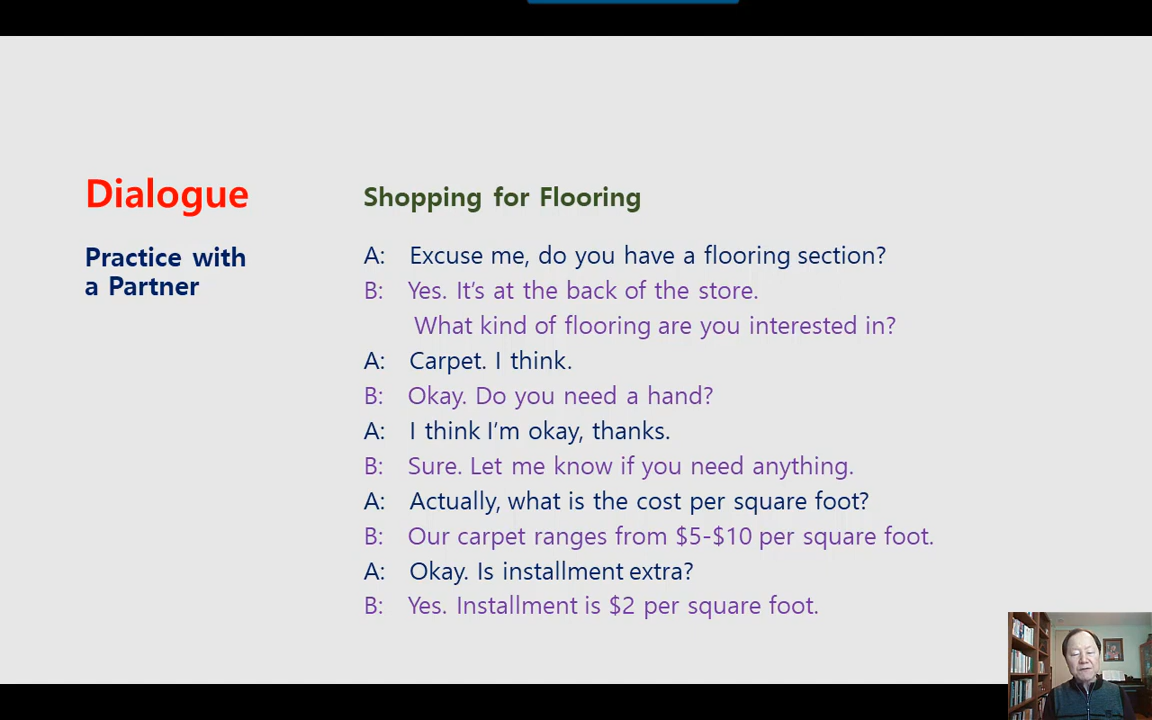 Dialogue
Practice with
a Partner
Shopping for Flooring
A: Excuse me, do you have a flooring section?
B: Yes. It's at the back of the store.
What kind of flooring are you interested in?
A: Carpet. I think.
B: Okay. Do you need a hand?
A: I think I'm okay, thanks.
B: Sure. Let me know if you need anything.
A: Actually, what is the cost per square foot?
B: Our carpet ranges from $5-$10 per square foot.
A: Okay. Is installment extra?
B: Yes. Installment is $2 per square foot.